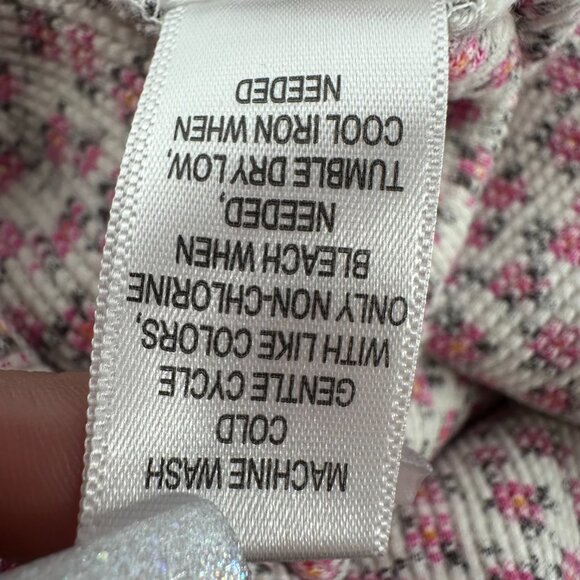 MACHINE WASH
COLD
GENTLE CYCLE
WITH LIKE COLORS,
ONLY NON-CHLORINE
BLEACH WHEN
NEEDED,
TUMBLE DRY LOW,
COOL IRON WHEN
NEEDED